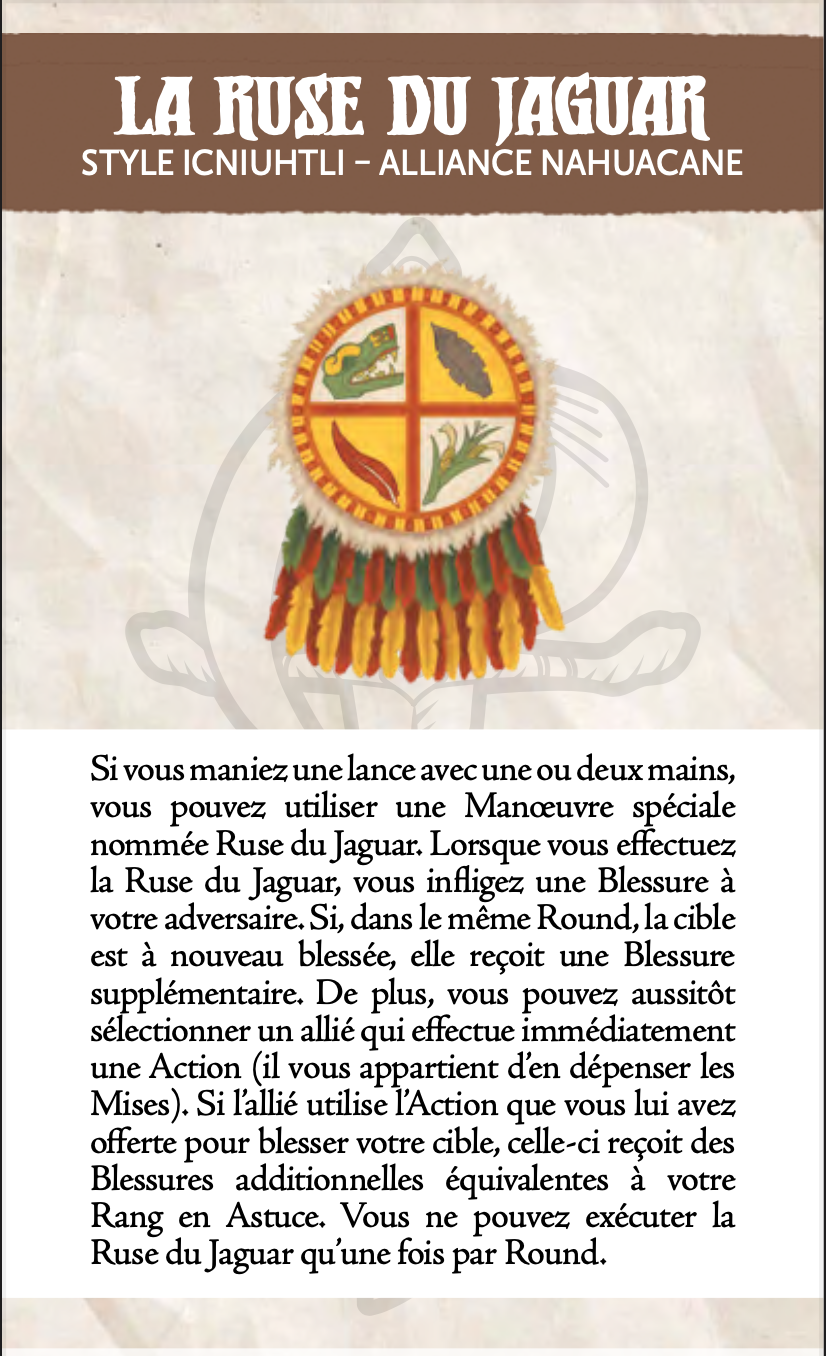 LA RUSE DU JAGUAR
STYLE ICNIUHTLI – ALLIANCE NAHUACANE
Si vous maniez une lance avec une ou deux mains,
vous pouvez utiliser une Manœuvre spéciale
nommée Ruse du Jaguar. Lorsque vous effectuez
la Ruse du Jaguar, vous infligez une Blessure à
votre adversaire. Si, dans le même Round, la cible
est à nouveau blessée, elle reçoit une Blessure
supplémentaire. De plus, vous pouvez aussitôt
sélectionner un allié qui effectue immédiatement
une Action (il vous appartient d’en dépenser les
Mises). Si l’allié utilise l’Action que vous lui avez
offerte pour blesser votre cible, celle-ci reçoit des
Blessures additionnelles équivalentes à votre
Rang en Astuce. Vous ne pouvez exécuter la
Ruse du Jaguar qu’une fois par Round.